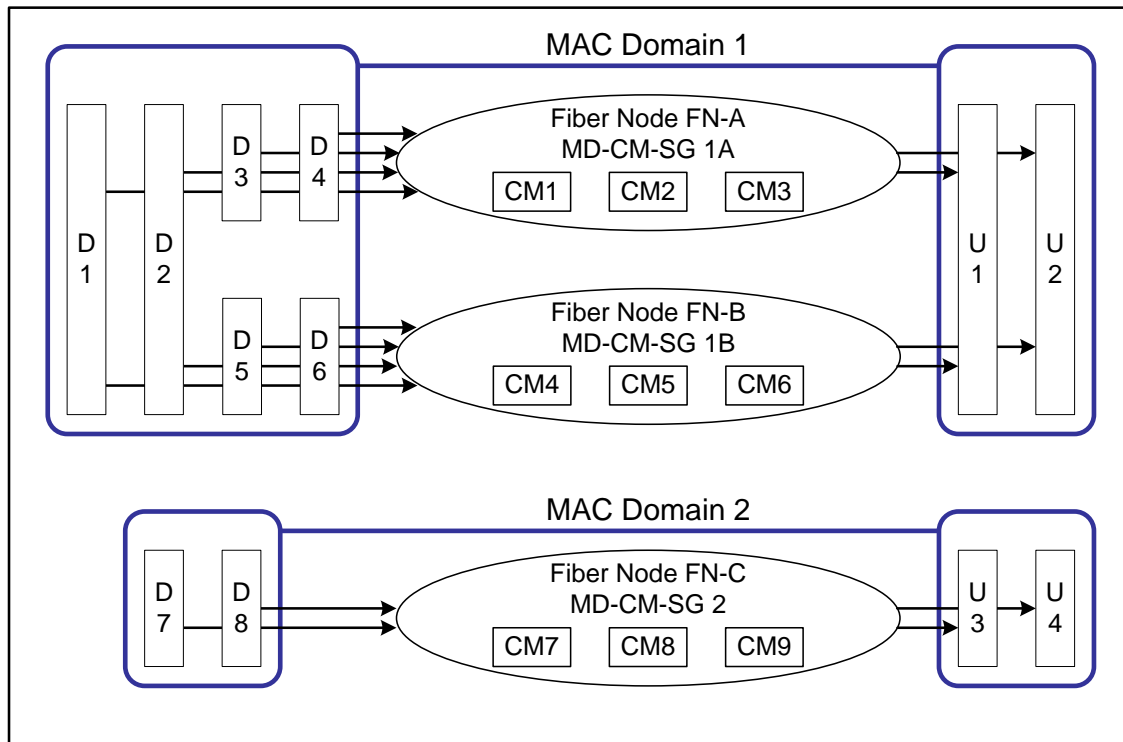 MAC Domain 1
D
1
D
2
D
3
D
4
Fiber Node FN-A
MD-CM-SG 1A
CM1 CM2 CM3
D
5
D
6
Fiber Node FN-B
MD-CM-SG 1B
CM4 CM5 CM6
U
1
U
2
MAC Domain 2
D
7
D
8
Fiber Node FN-C
MD-CM-SG 2
CM7 CM8 CM9
U
3
U
4